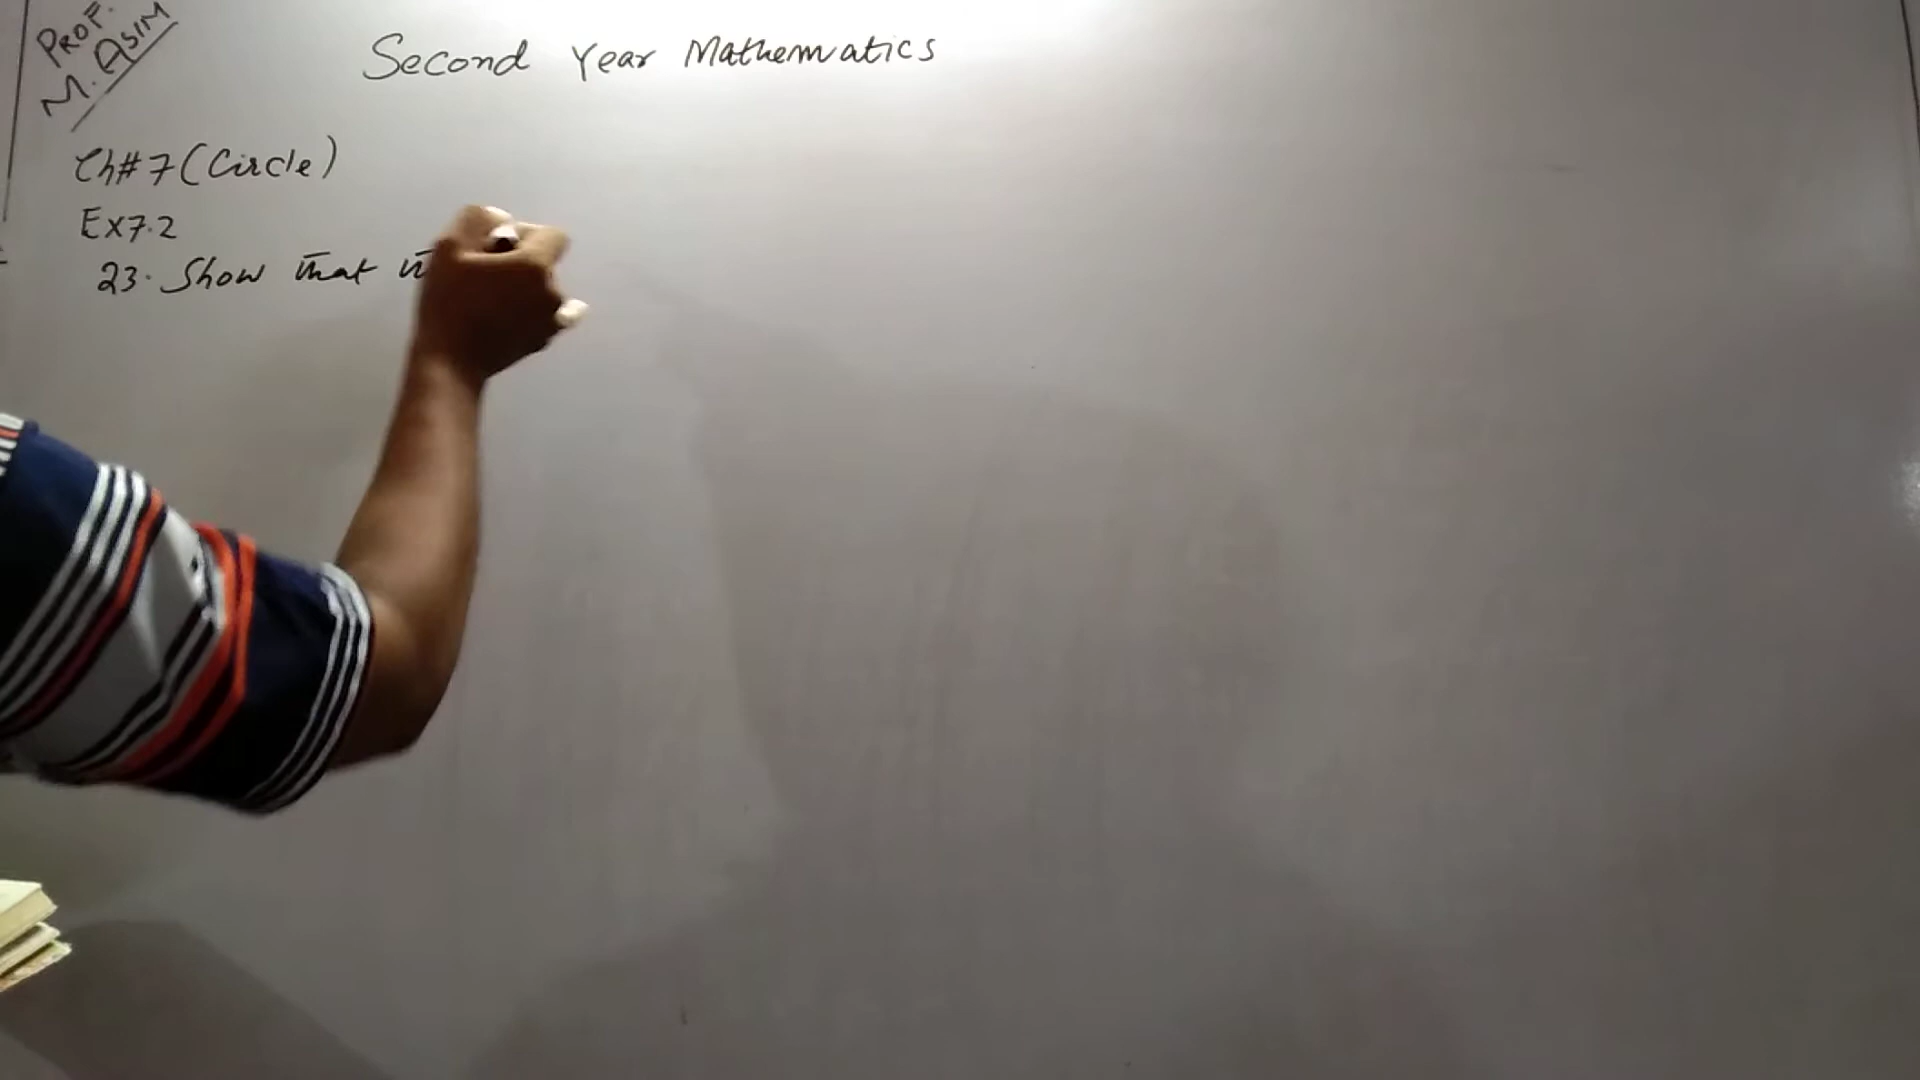 PROF.
M. ASIM
Second Year Mathematics
Ch# 7 (Circle)
Ex 7.2
23. Show that